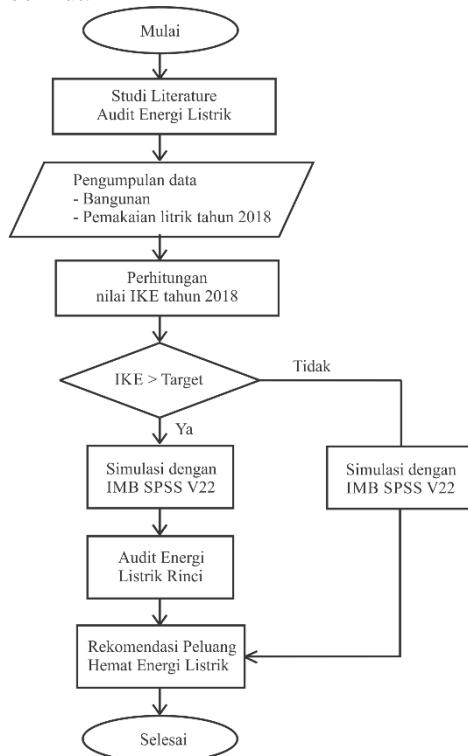 Mulai
Studi Literature
Audit Energi Listrik
Pengumpulan data
- Bangunan
- Pemakaian litrik tahun 2018
Perhitungan
nilai IKE tahun 2018
IKE > Target
Tidak
Ya
Simulasi dengan
IMB SPSS V22
Simulasi dengan
IMB SPSS V22
Audit Energi
Listrik Rinci
Rekomendasi Peluang
Hemat Energi Listrik
Selesai